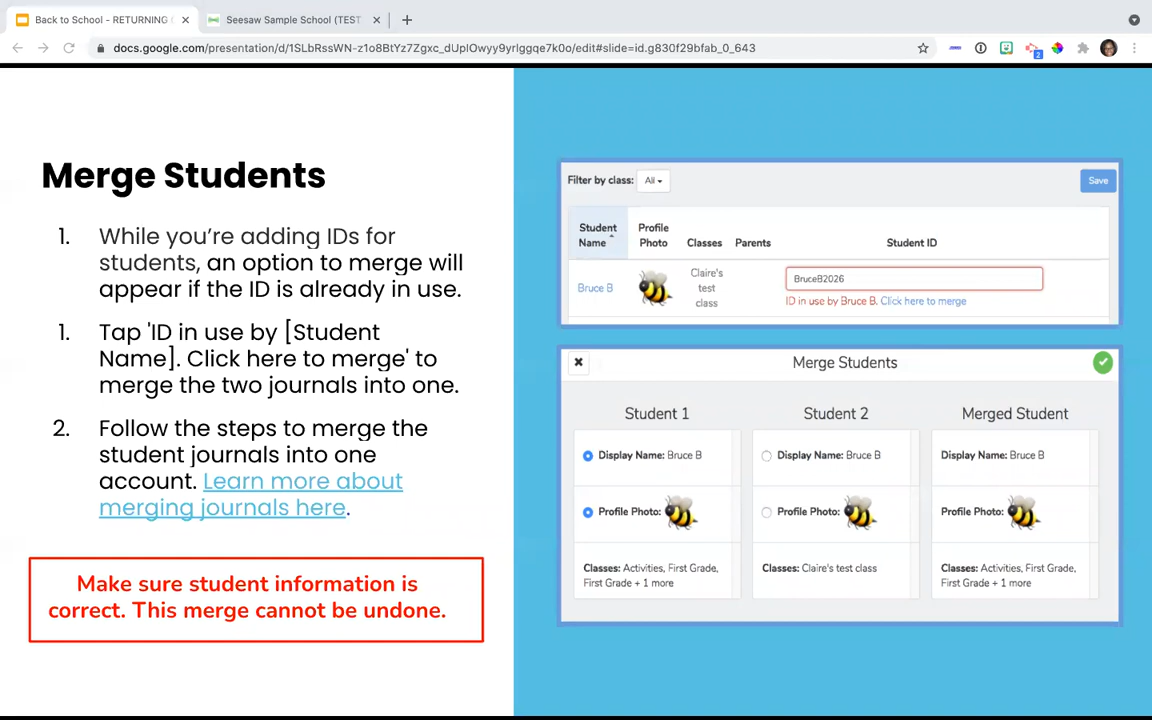 Back to School - RETURNING
Seesaw Sample School (TEST
docs.google.com/presentation/d/1SLbRssWN-z1o8BtYz7Zgxc_dUplOwyy9yrlggqe7k0o/edit#slide=id.g830f29bfab_0_643
2
Merge Students
1. While you're adding IDs for
students, an option to merge will
appear if the ID is already in use.
1. Tap 'ID in use by [Student
Name]. Click here to merge' to
merge the two journals into one.
2. Follow the steps to merge the
student journals into one
account. Learn more about
merging journals here.
Make sure student information is
correct. This merge cannot be undone.
Filter by class: All
Save
Student Name
Profile Photo
Classes
Parents
Student ID
Bruce B
Claire's
test
class
BruceB2026
ID in use by Bruce B. Click here to merge
Merge Students
Student 1
Student 2
Merged Student
Display Name: Bruce B
Display Name: Bruce B
Display Name: Bruce B
Profile Photo:
Profile Photo:
Profile Photo:
Classes: Activities, First Grade,
First Grade + 1 more
Classes: Claire's test class
Classes: Activities, First Grade,
First Grade + 1 more